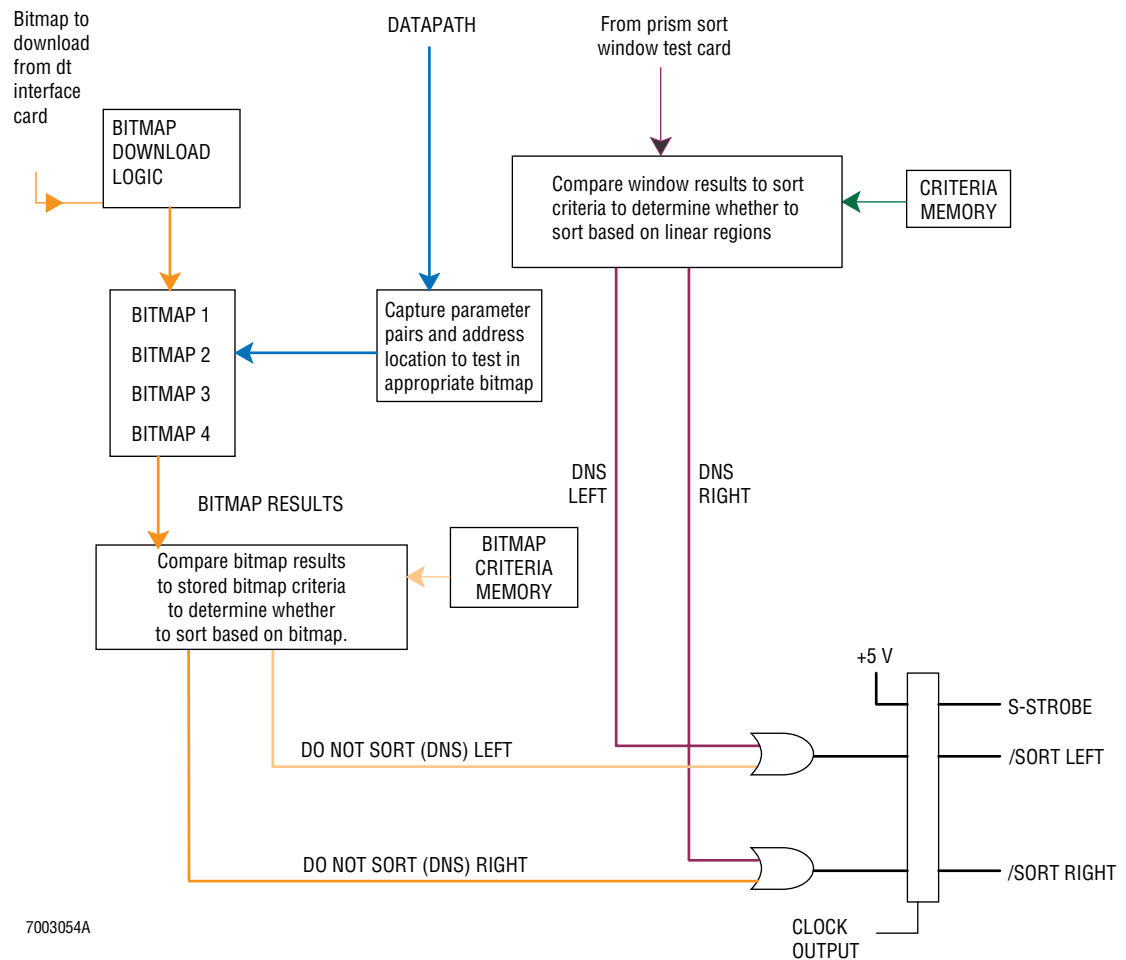 Bitmap to
download
from dt
interface
card
DATAPATH
From prism sort
window test card
BITMAP
DOWNLOAD
LOGIC
Compare window results to sort
criteria to determine whether to
sort based on linear regions
CRITERIA
MEMORY
BITMAP 1
BITMAP 2
BITMAP 3
BITMAP 4
Capture parameter
pairs and address
location to test in
appropriate bitmap
DNS
LEFT
DNS
RIGHT
BITMAP RESULTS
Compare bitmap results
to stored bitmap criteria
to determine whether
to sort based on bitmap.
BITMAP
CRITERIA
MEMORY
+5 V
S-STROBE
DO NOT SORT (DNS) LEFT
/SORT LEFT
DO NOT SORT (DNS) RIGHT
/SORT RIGHT
7003054A
CLOCK
OUTPUT